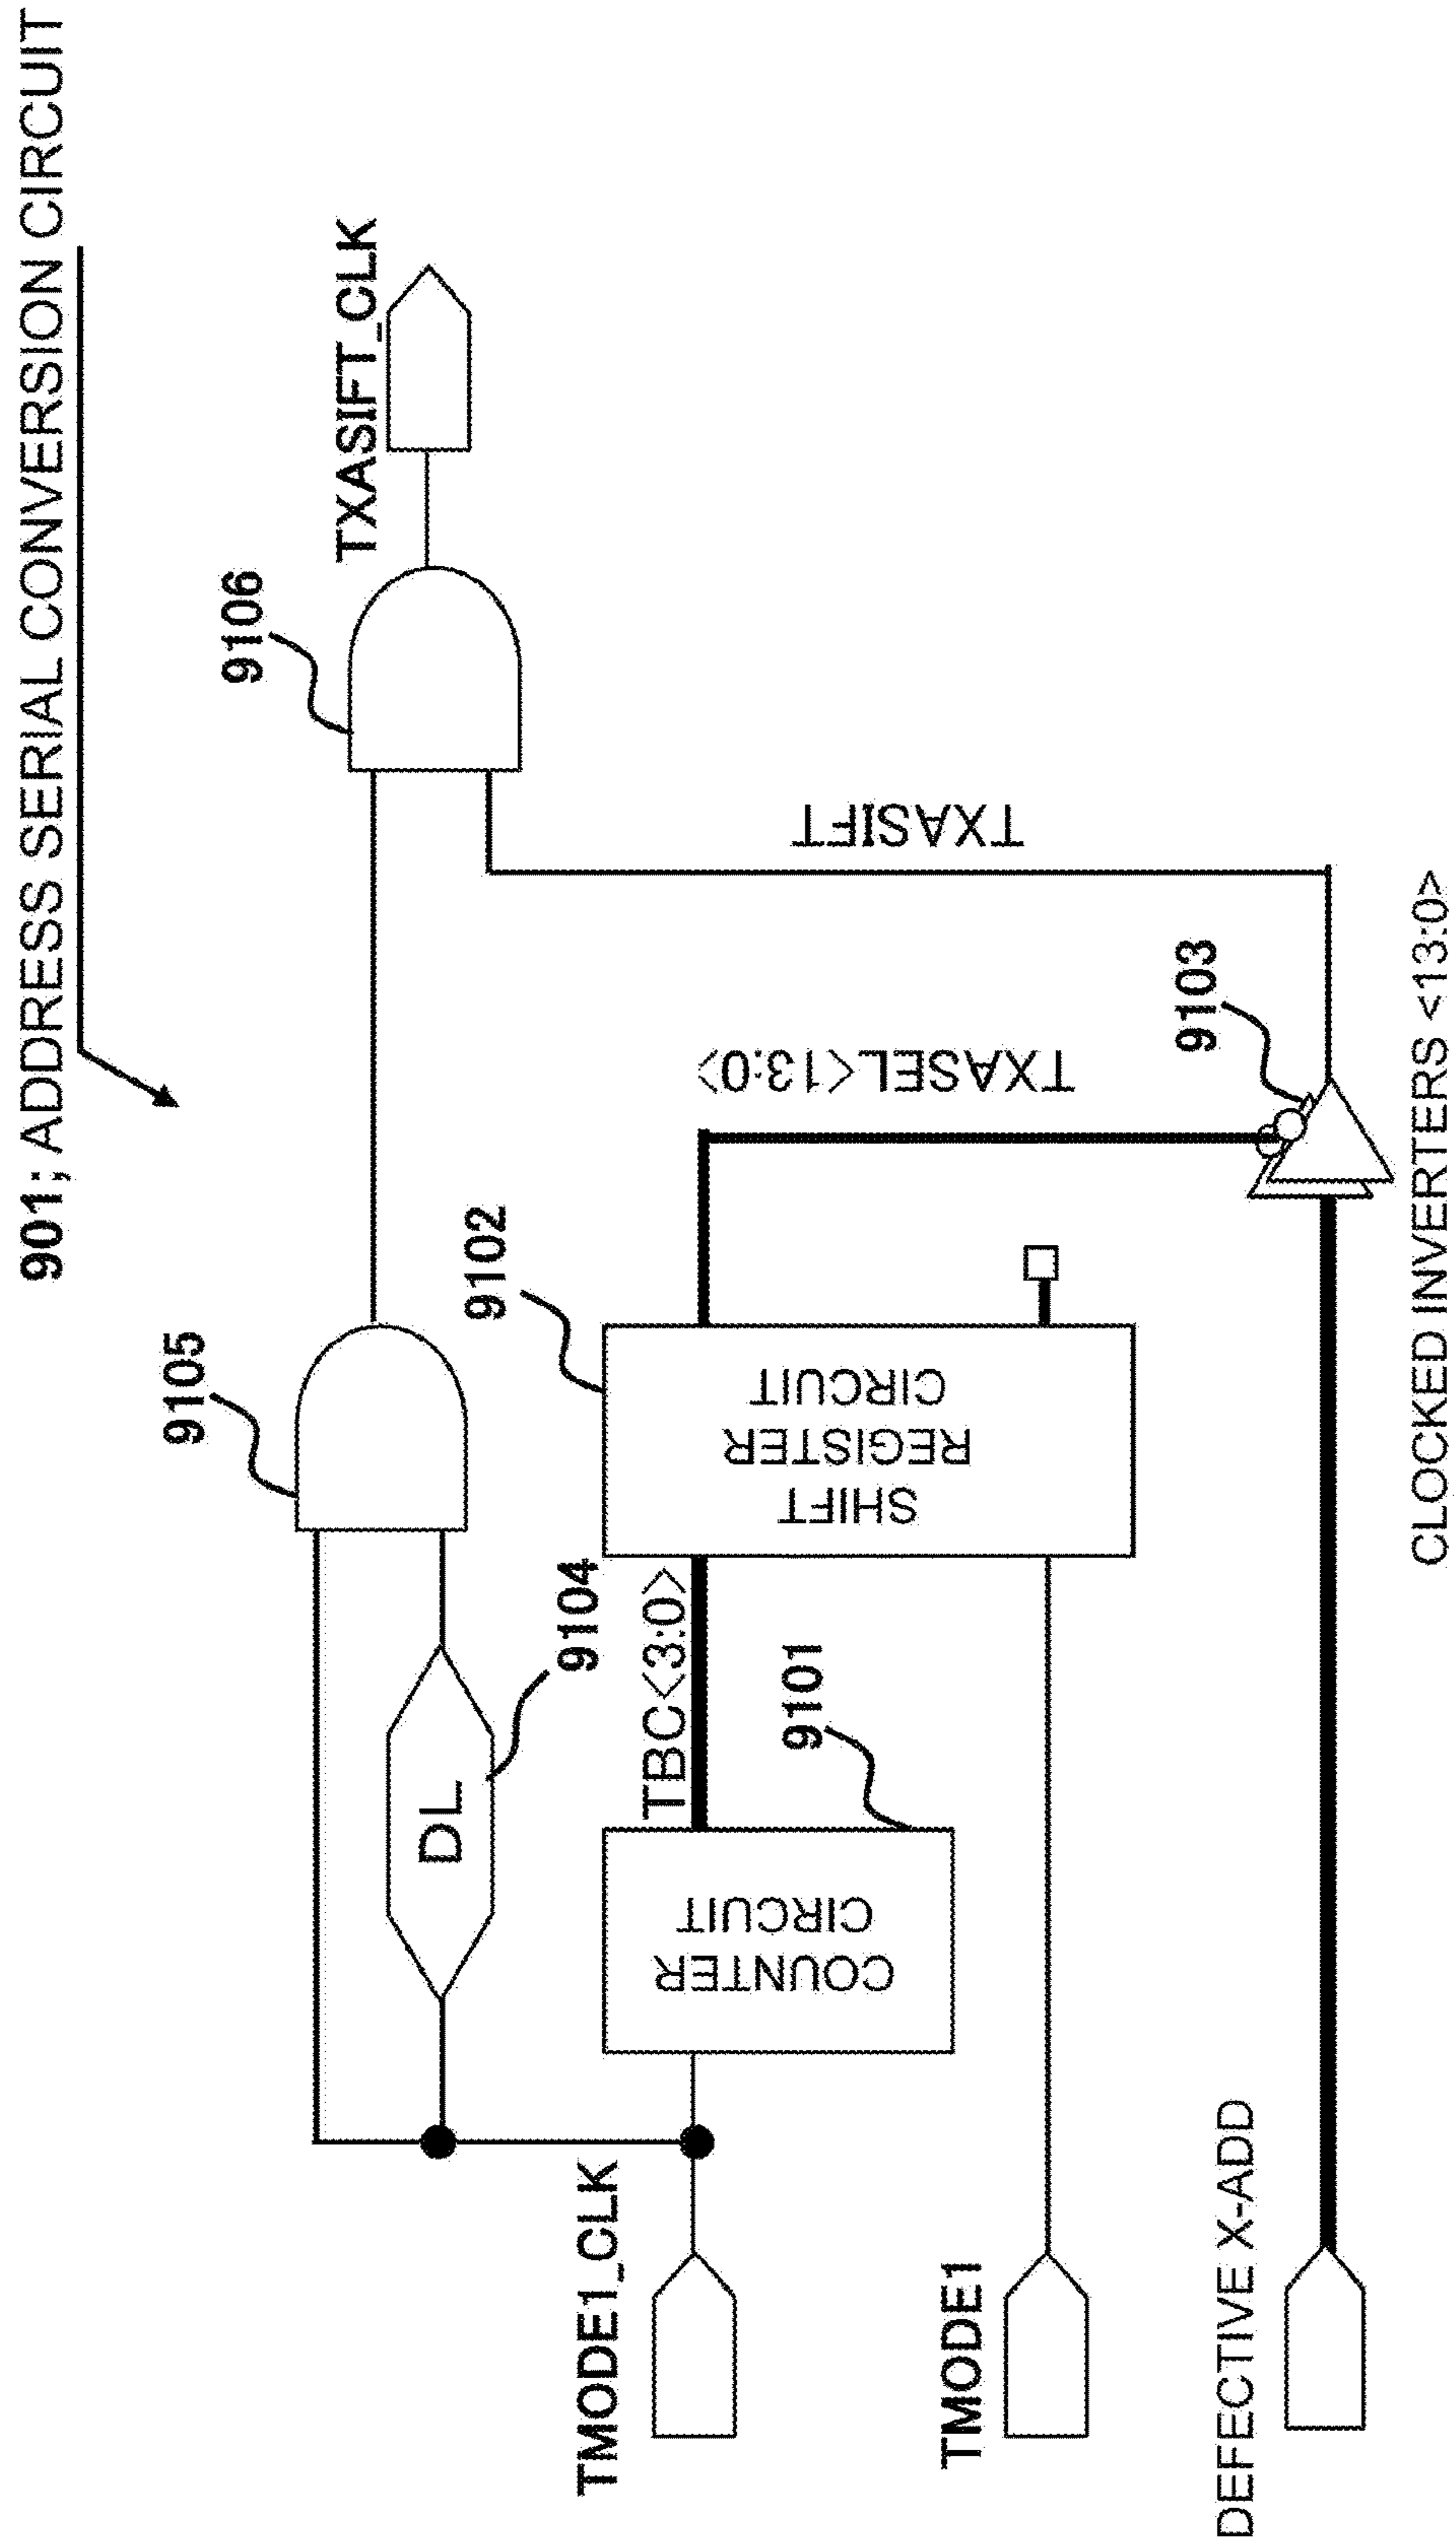 901; ADDRESS SERIAL CONVERSION CIRCUIT
TXASIFT_CLK
9106
9105
DL
9104
TMODE1_CLK
COUNTER
CIRCUIT
9101
TBC<3:0>
SHIFT
REGISTER
CIRCUIT
9102
TXASEL<13:0>
TXASIFT
TMODE1
DEFECTIVE X-ADD
9103
CLOCKED INVERTERS <13:0>